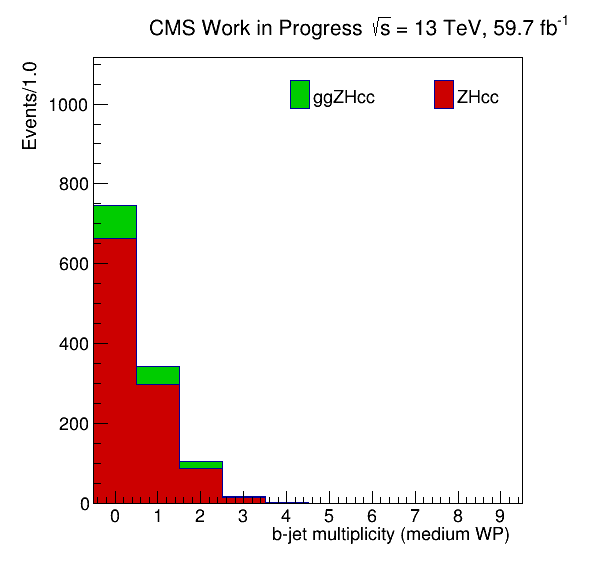 CMS Work in Progress √s = 13 TeV, 59.7 fb⁻¹
Events/1.0
ggZHcc ZHcc
1000
800
600
400
200
0
0 1 2 3 4 5 6 7 8 9
b-jet multiplicity (medium WP)